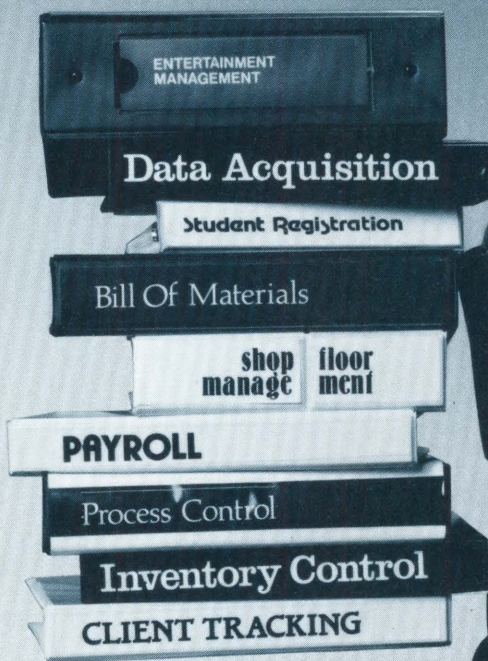 ENTERTAINMENT
MANAGEMENT
Data Acquisition
Student Registration
Bill Of Materials
shop floor
manage ment
PAYROLL
Process Control
Inventory Control
CLIENT TRACKING